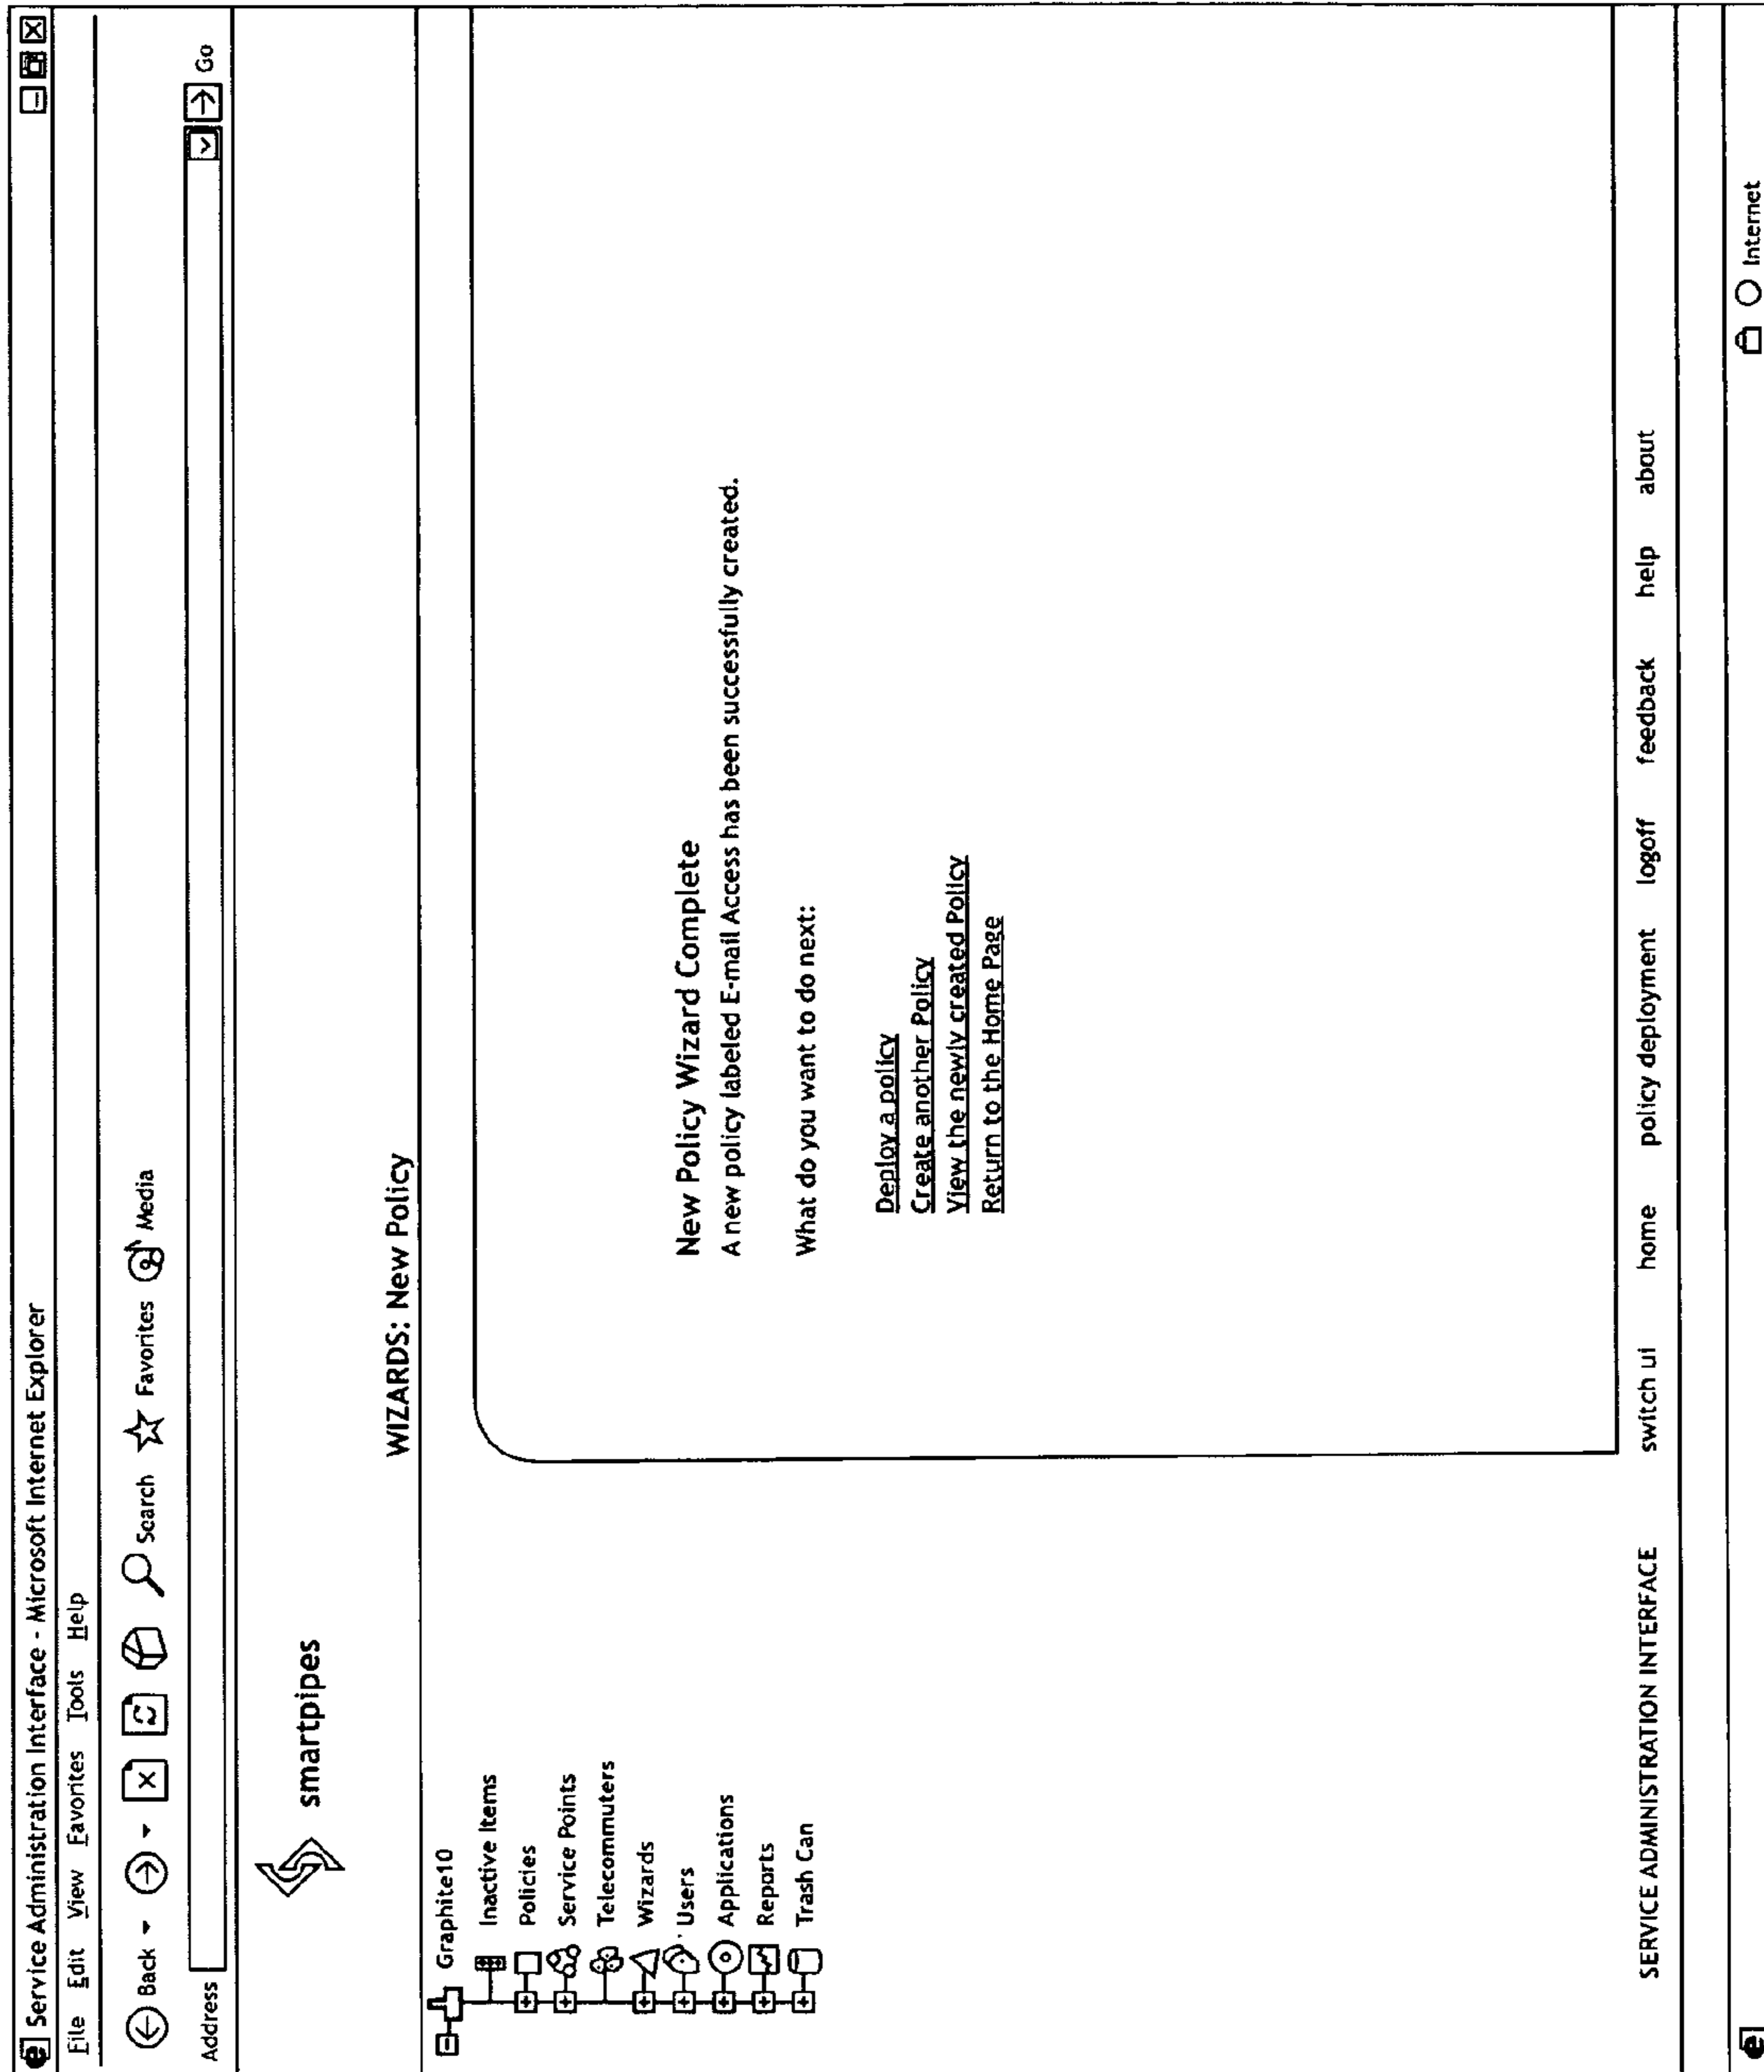 Service Administration Interface - Microsoft Internet Explorer
File Edit View Favorites Tools Help
Back Search Favorites Media
Address Go
smartpipes
WIZARDS: New Policy
Graphite10
Inactive Items
Policies
Service Points
Telecommuters
Wizards
Users
Applications
Reports
Trash Can
New Policy Wizard Complete
A new policy labeled E-mail Access has been successfully created.
What do you want to do next:
Deploy a policy
Create another Policy
View the newly created Policy
Return to the Home Page
SERVICE ADMINISTRATION INTERFACE switch ui home policy deployment logoff feedback help about
Internet